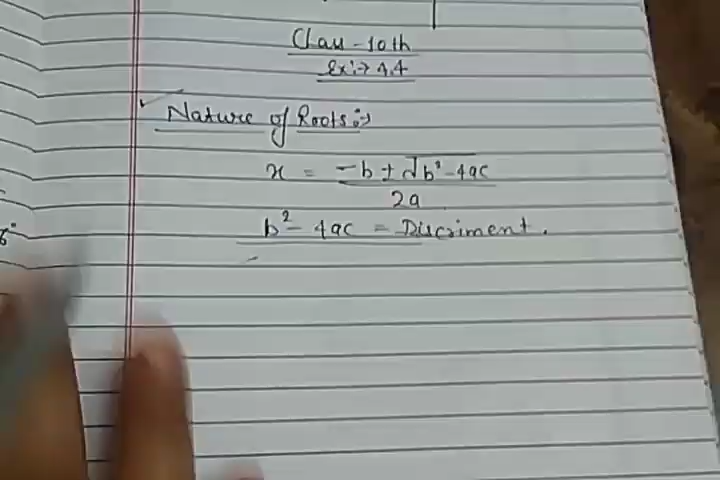 Class - 10th
Ex:→ 4.4
Nature of Roots:→
x = -b ± √b² - 4ac
2a
b² - 4ac = Discriment.